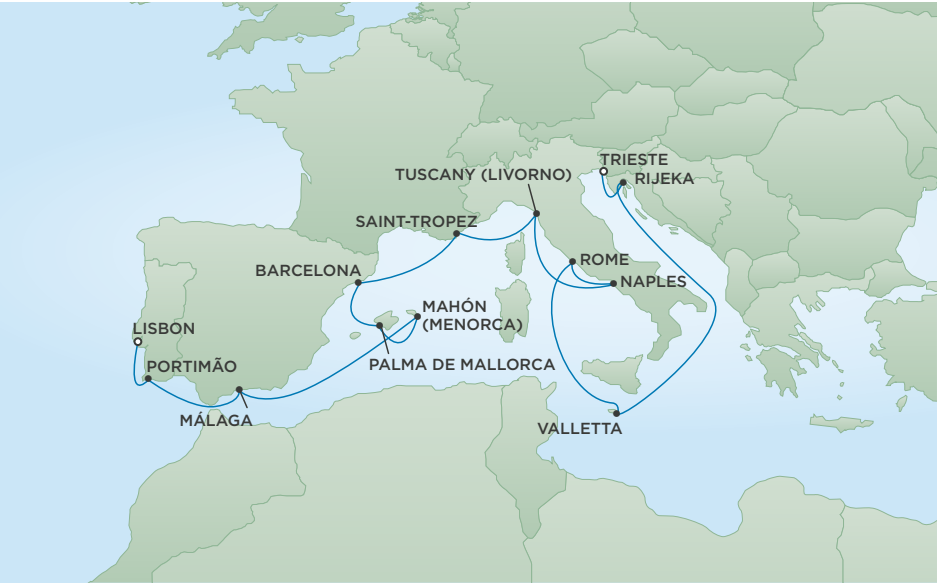 TRIESTE
TUSCANY (LIVORNO)
RIJEKA
SAINT-TROPEZ
ROME
BARCELONA
NAPLES
MAHÓN
(MENORCA)
LISBON
PORTIMÃO
PALMA DE MALLORCA
MÁLAGA
VALLETTA